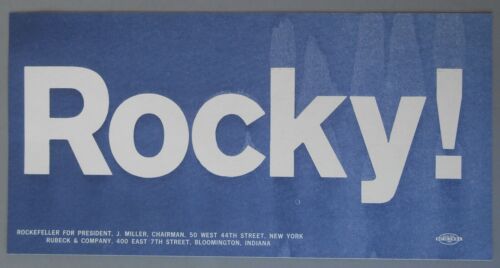 Rocky!
ROCKEFELLER FOR PRESIDENT, J. MILLER, CHAIRMAN, 50 WEST 44TH STREET, NEW YORK
RUBECK & COMPANY, 400 EAST 7TH STREET, BLOOMINGTON, INDIANA